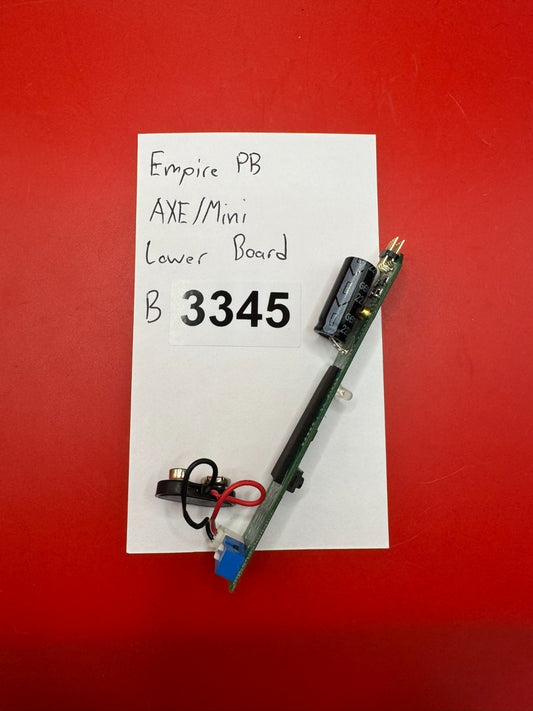 Empire PB
AXE/Mini
Lower Board
B 3345